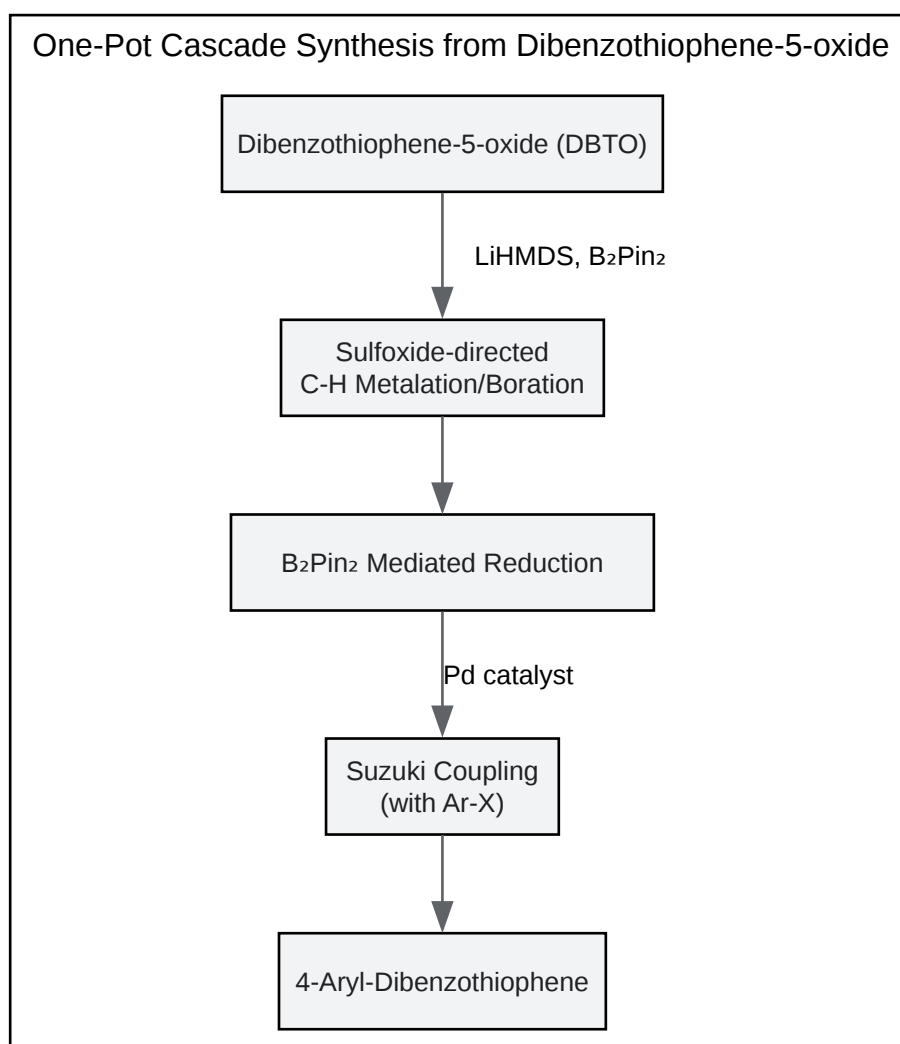 One-Pot Cascade Synthesis from Dibenzothiophene-5-oxide
Dibenzothiophene-5-oxide (DBTO)
LiHMDS, B₂Pin₂
Sulfoxide-directed
C-H Metalation/Boration
B₂Pin₂ Mediated Reduction
Pd catalyst
Suzuki Coupling
(with Ar-X)
4-Aryl-Dibenzothiophene